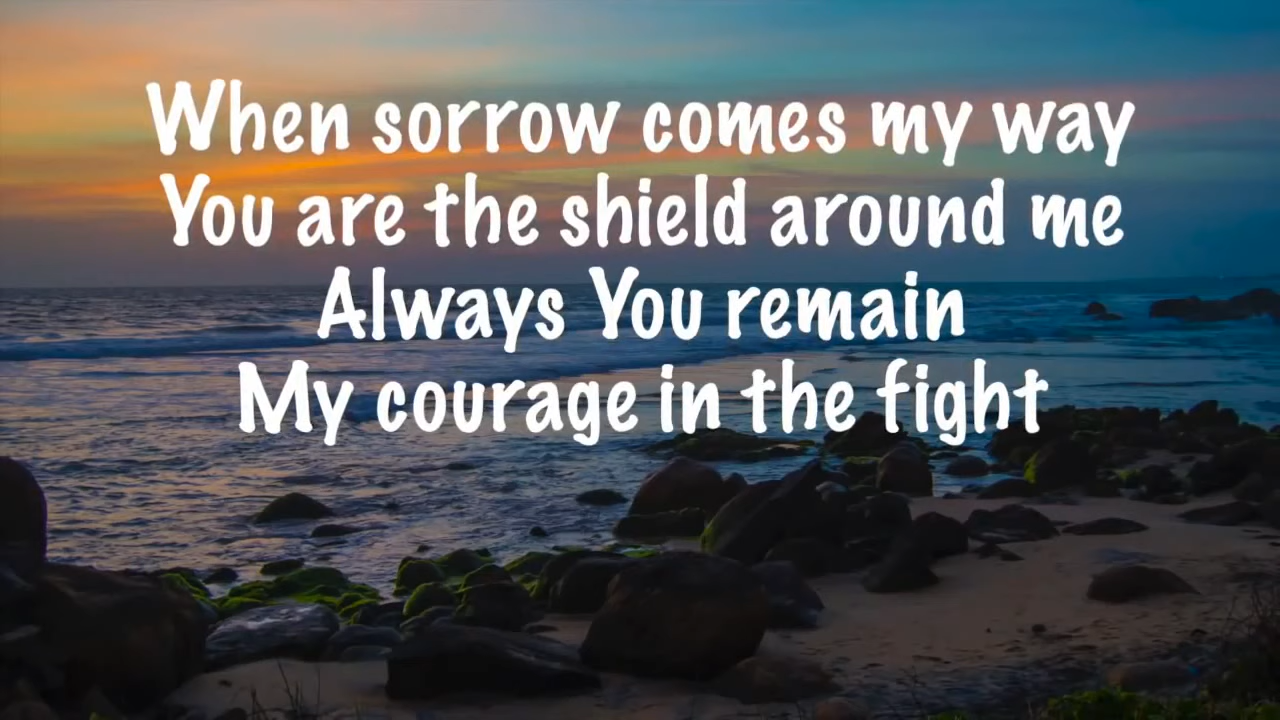 When sorrow comes my way
You are the shield around me
Always You remain
My courage in the fight